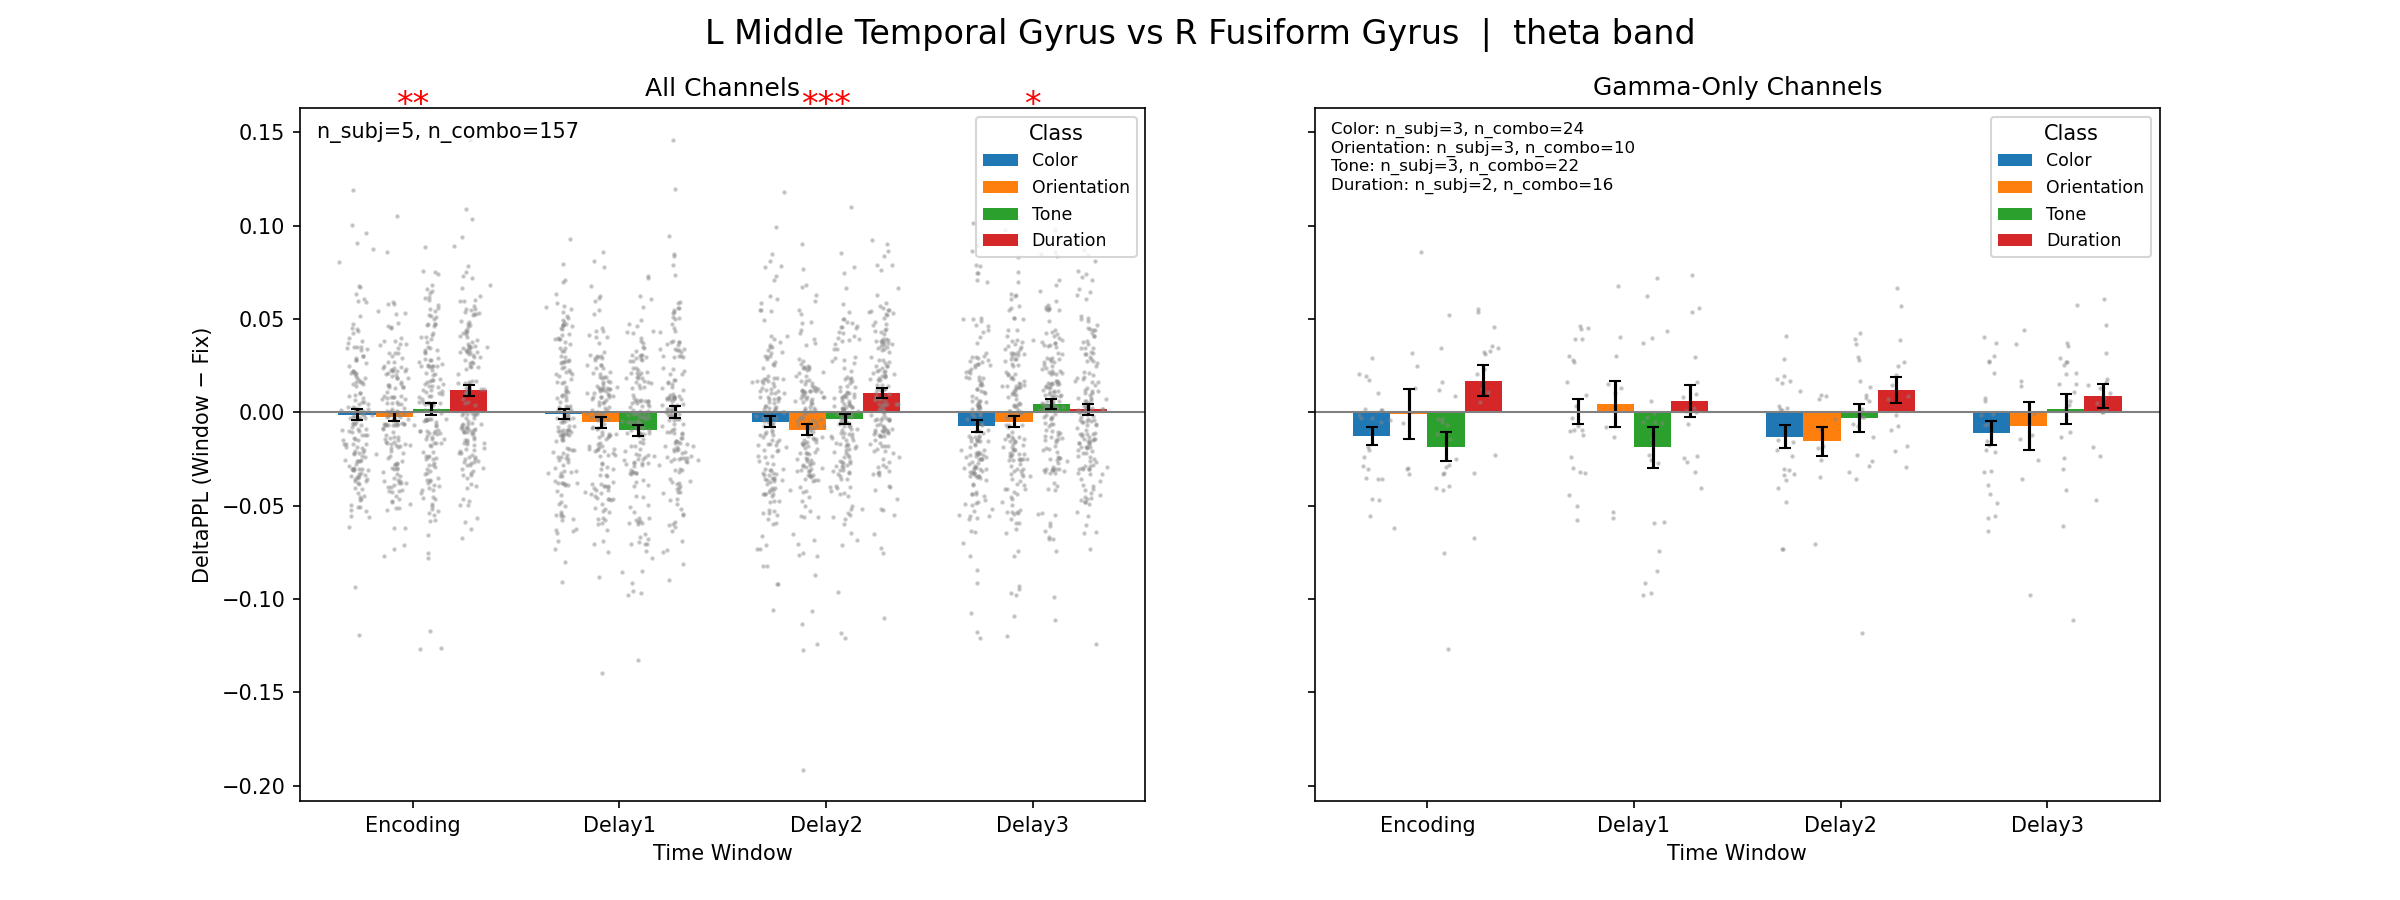 L Middle Temporal Gyrus vs R Fusiform Gyrus | theta band
All Channels
** *** *
n_subj=5, n_combo=157
Class
Color
Orientation
Tone
Duration
DeltaPPL (Window − Fix)
0.15
0.10
0.05
0.00
−0.05
−0.10
−0.15
−0.20
Encoding Delay1 Delay2 Delay3
Time Window
Gamma-Only Channels
Color: n_subj=3, n_combo=24
Orientation: n_subj=3, n_combo=10
Tone: n_subj=3, n_combo=22
Duration: n_subj=2, n_combo=16
Class
Color
Orientation
Tone
Duration
Encoding Delay1 Delay2 Delay3
Time Window